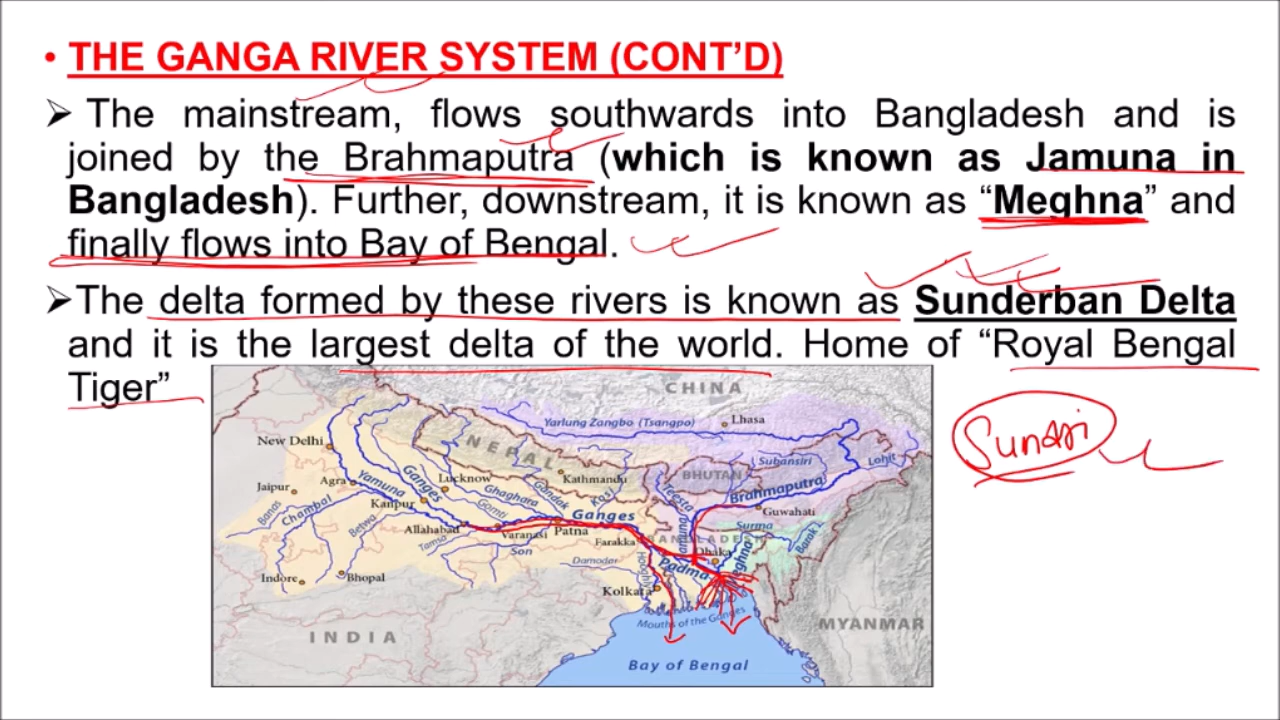 • THE GANGA RIVER SYSTEM (CONT’D)
➢ The mainstream, flows southwards into Bangladesh and is
joined by the Brahmaputra (which is known as Jamuna in
Bangladesh). Further, downstream, it is known as “Meghna” and
finally flows into Bay of Bengal.
➢The delta formed by these rivers is known as Sunderban Delta
and it is the largest delta of the world. Home of “Royal Bengal
Tiger”
Sundri
CHINA
Yarlung Zangbo (Tsangpo)
Lhasa
New Delhi
NEPAL
BHUTAN
Subansiri
Lohit
Agra
Yamuna
Ganges
Lucknow
Kathmandu
Jaipur
Banas
Chambal
Kanpur
Ghaghara
Gandak
Kosi
Teesta
Brahmaputra
Guwahati
Betwa
Gomti
Ganges
Allahabad
Varanasi
Patna
Farakka
BANGLADESH
Surma
Barak
Tamsa
Son
Jamuna
Dhaka
Meghna
Indore
Bhopal
Damodar
Hooghly
Padma
Kolkata
Mouths of the Ganges
INDIA
MYANMAR
Bay of Bengal